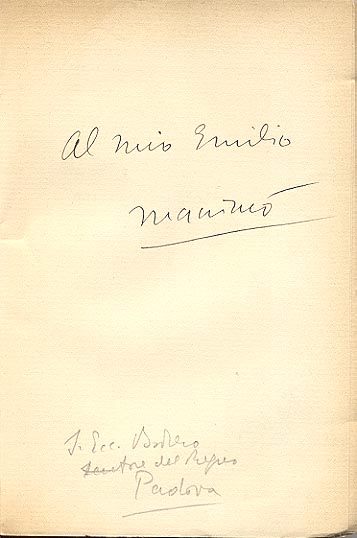 Al mio Emilio
S. Ecc. Bodrero
Senatore del Regno
Padova